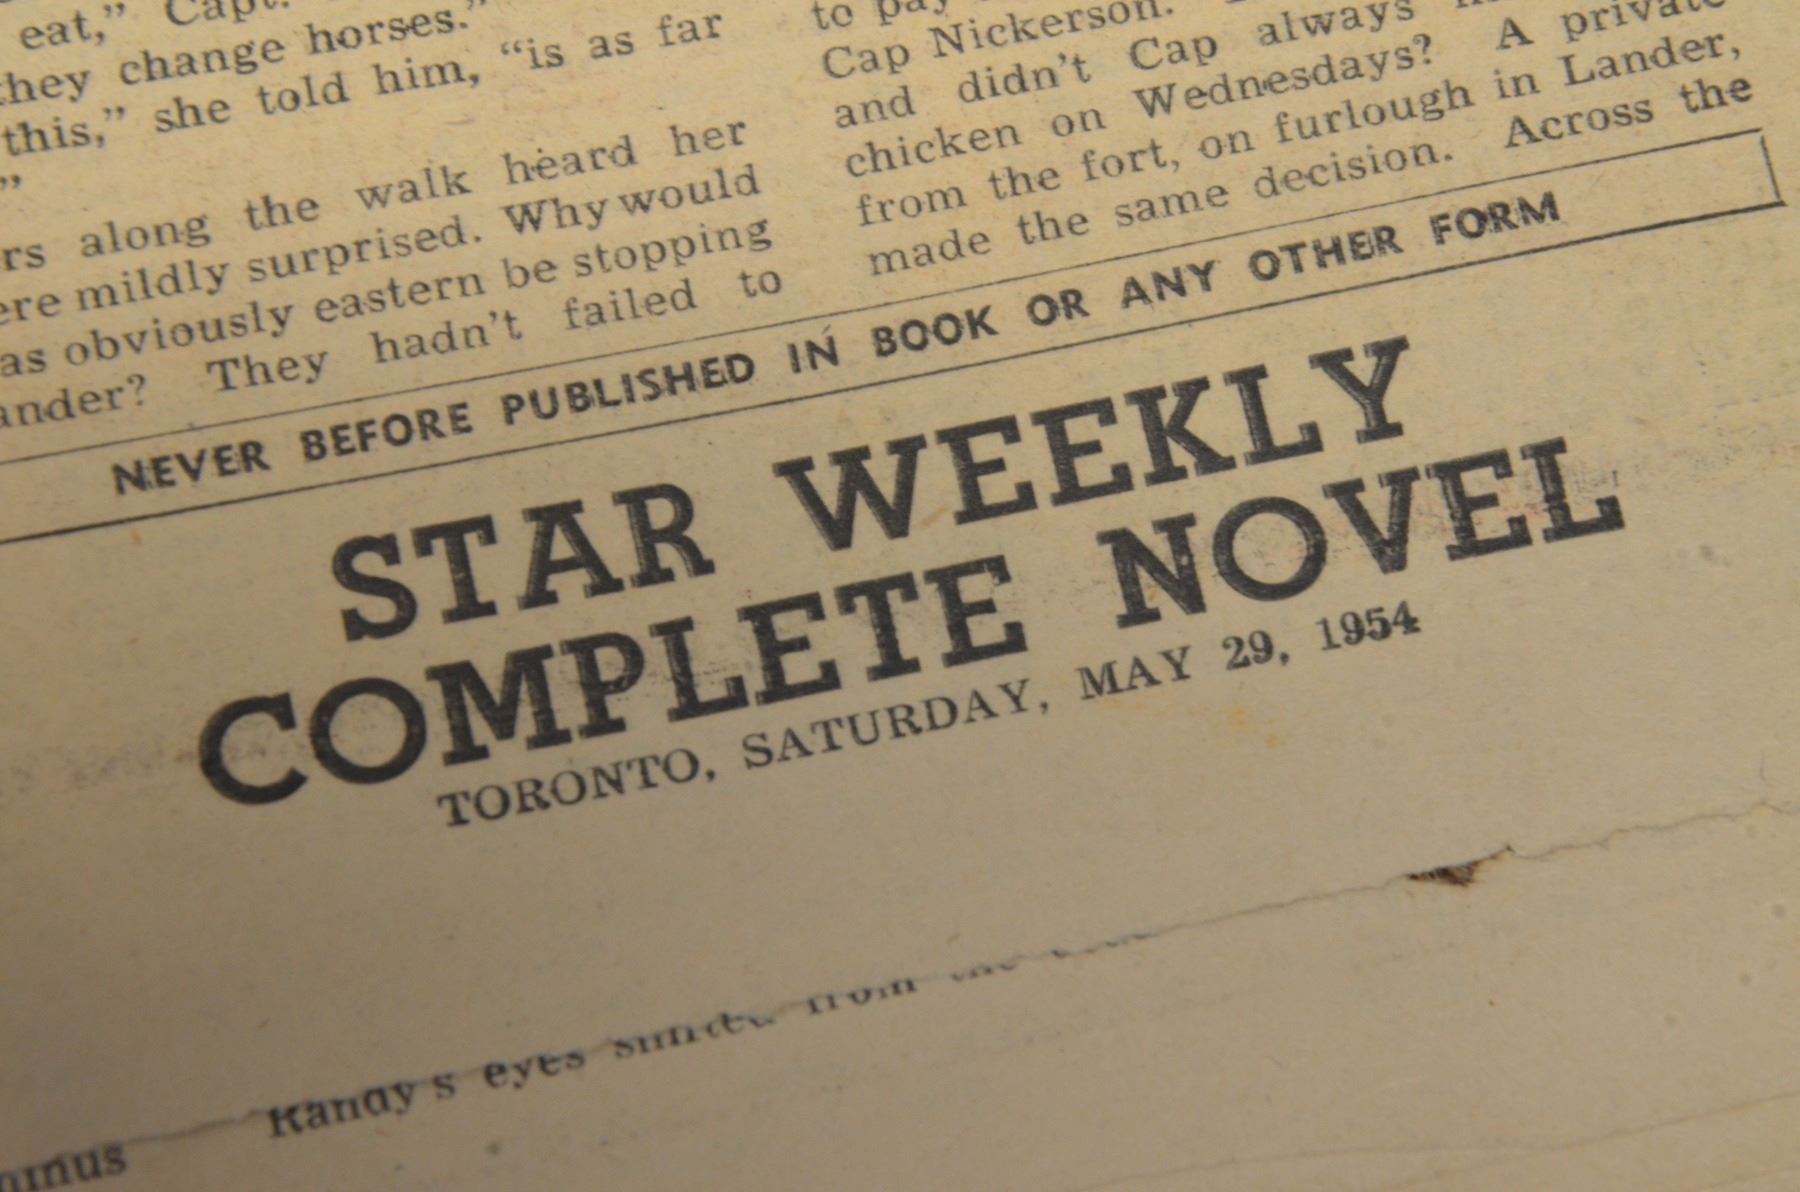 eat,” Capt.
they change horses.”
this,” she told him, “is as far
”
rs along the walk heard her
ere mildly surprised. Why would
as obviously eastern be stopping
ander? They hadn’t failed to
to pay
Cap Nickerson.
and didn’t Cap always
chicken on Wednesdays? A private
from the fort, on furlough in Lander,
made the same decision. Across the
NEVER BEFORE PUBLISHED IN BOOK OR ANY OTHER FORM
STAR WEEKLY
COMPLETE NOVEL
TORONTO, SATURDAY, MAY 29, 1954
Randy's eyes from the